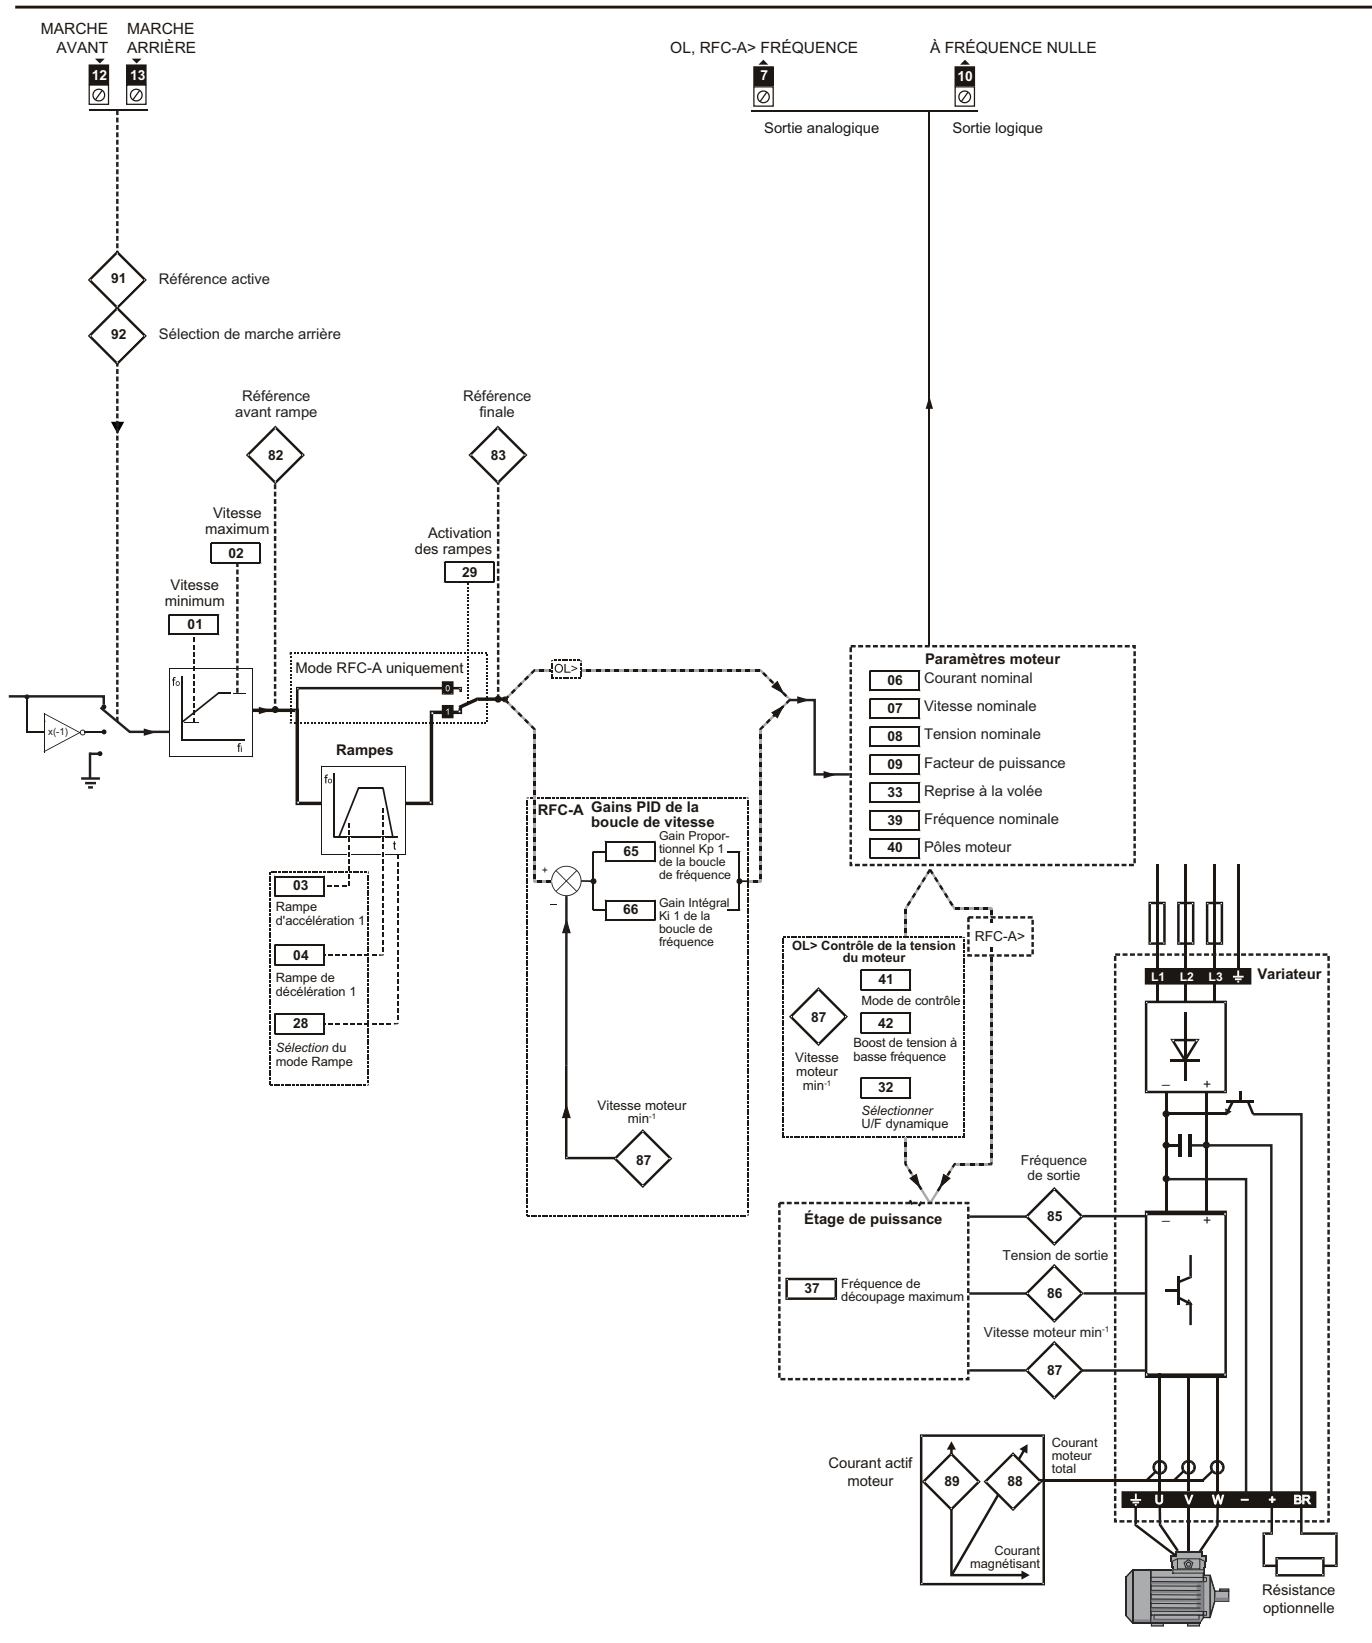 MARCHE
AVANT
MARCHE
ARRIÈRE
12
13
OL, RFC-A> FRÉQUENCE
À FRÉQUENCE NULLE
7
10
Sortie analogique
Sortie logique
91
Référence active
92
Sélection de marche arrière
Référence
avant rampe
82
Référence
finale
83
Vitesse
maximum
02
Activation
des rampes
29
Vitesse
minimum
01
Mode RFC-A uniquement
0
1
OL>
x(-1)
fo
fi
Rampes
fo
t
03
Rampe
d'accélération 1
04
Rampe de
décélération 1
28
Sélection du
mode Rampe
RFC-A
Gains PID de la
boucle de vitesse
+
–
65
Gain Propor-
tionnel Kp 1
de la boucle
de fréquence
66
Gain Intégral
Ki 1 de la
boucle de
fréquence
Vitesse moteur
min-1
87
Paramètres moteur
06
Courant nominal
07
Vitesse nominale
08
Tension nominale
09
Facteur de puissance
33
Reprise à la volée
39
Fréquence nominale
40
Pôles moteur
RFC-A>
OL> Contrôle de la tension
du moteur
41
Mode de contrôle
87
Vitesse
moteur
min-1
42
Boost de tension à
basse fréquence
32
Sélectionner
U/F dynamique
Étage de puissance
37
Fréquence de
découpage maximum
Fréquence
de sortie
85
Tension de sortie
86
Vitesse moteur min-1
87
L1 L2 L3
Variateur
– +
– +
Courant actif
moteur
89
88
Courant
moteur
total
Courant
magnétisant
U V W – + BR
Résistance
optionnelle